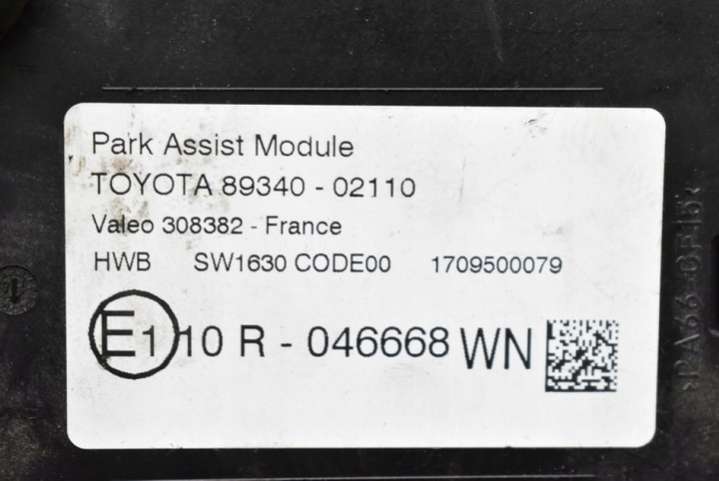 Park Assist Module
TOYOTA 89340 - 02110
Valeo 308382 - France
HWB SW1630 CODE00 1709500079
E1 10 R - 046668 WN